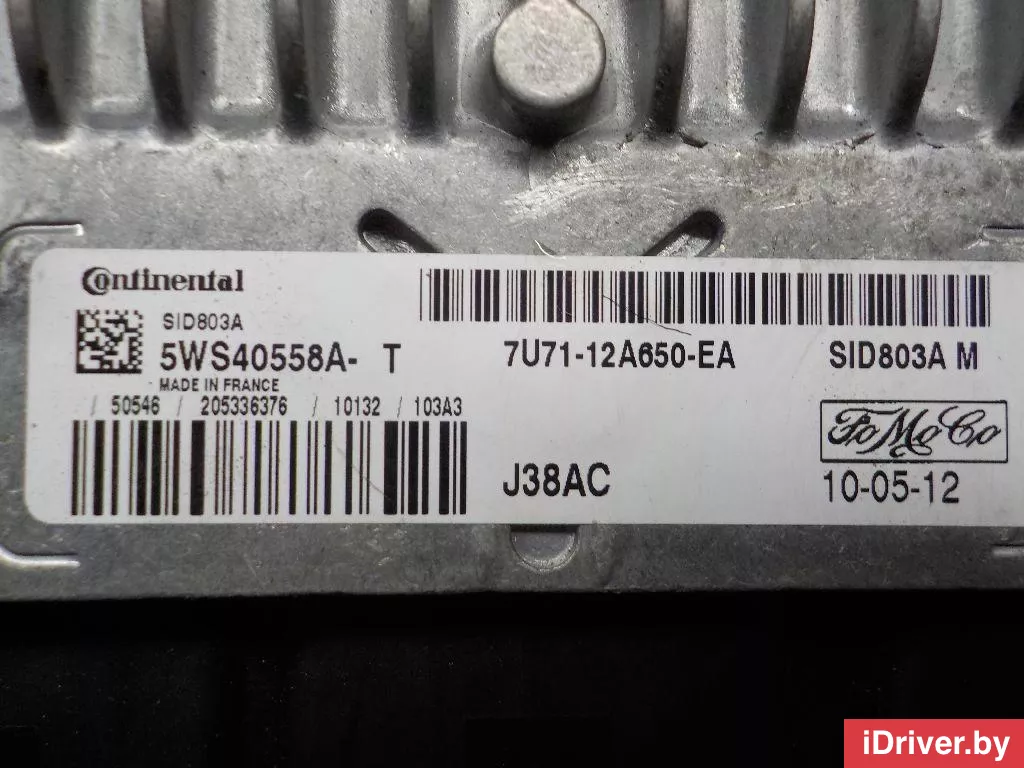 Continental
SID803A
5WS40558A- T
MADE IN FRANCE
/ 50546 / 205336376 / 10132 / 103A3
7U71-12A650-EA SID803A M
FoMoCo
J38AC 10-05-12
iDriver.by